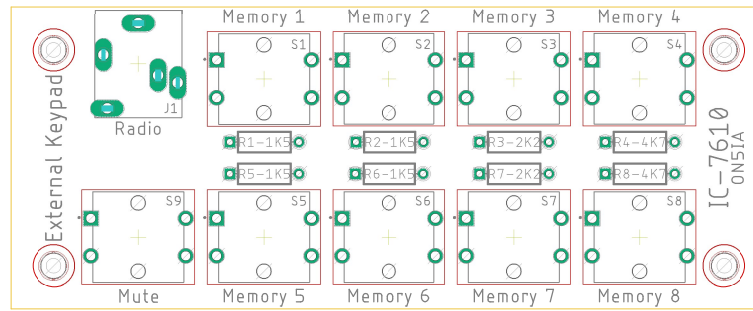 Memory 1
Memory 2
Memory 3
Memory 4
S1
S2
S3
S4
J1
Radio
External Keypad
R1-1K5
R2-1K5
R3-2K2
R4-4K7
R5-1K5
R6-1K5
R7-2K2
R8-4K7
IC-7610
ON5IA
S9
S5
S6
S7
S8
Mute
Memory 5
Memory 6
Memory 7
Memory 8